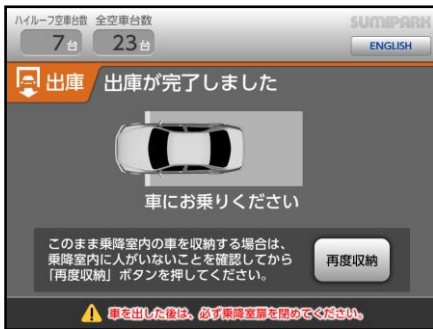 ハイルーフ空車台数 全空車台数
7台 23台
SUMIPARK
ENGLISH
出庫 出庫が完了しました
車にお乗りください
このまま乗降室内の車を収納する場合は、
乗降室内に人がいないことを確認してから
「再度収納」ボタンを押してください。
再度収納
車を出した後は、必ず乗降室扉を閉めてください。